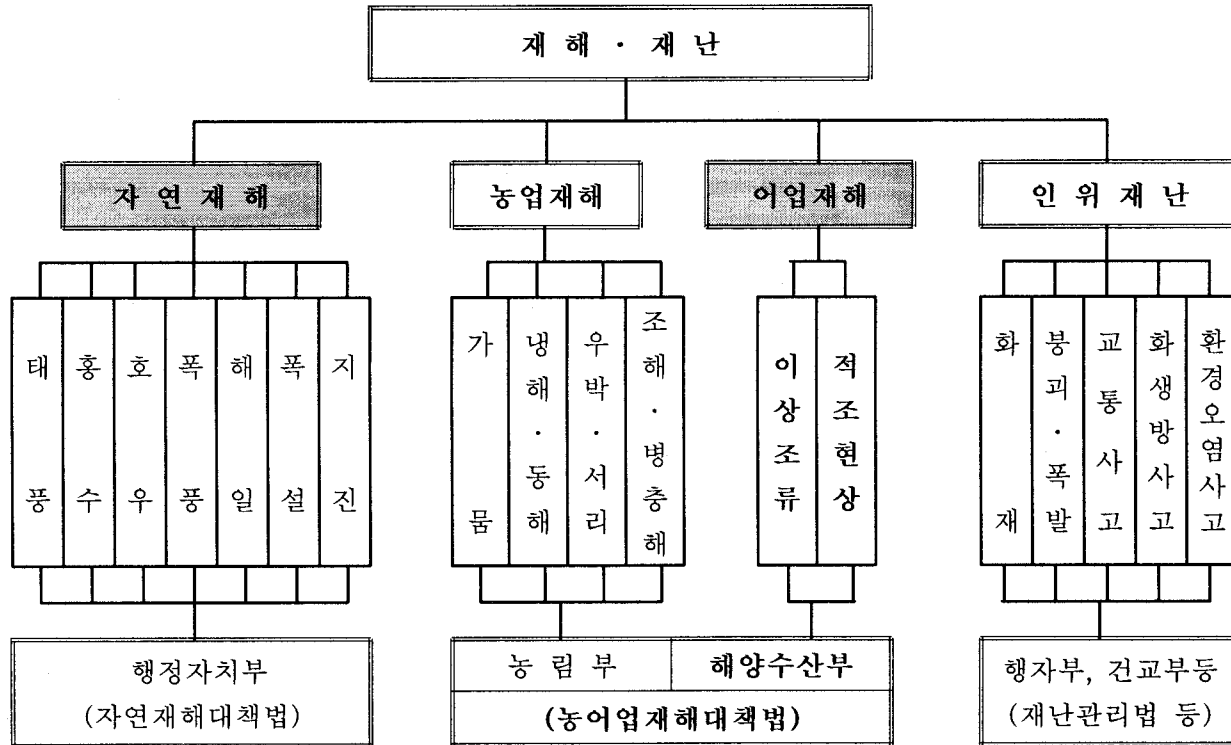 재 해 · 재 난
자 연 재 해
농업재해
어업재해
인 위 재 난
태 풍
홍 수
호 우
폭 풍
해 일
폭 설
지 진
가 뭄
냉해·동해
우박·서리
조해·병충해
이상조류
적조현상
화 재
붕괴·폭발
교통사고
화생방사고
환경오염사고
행정자치부
(자연재해대책법)
농 림 부
해양수산부
(농어업재해대책법)
행자부, 건교부등
(재난관리법 등)